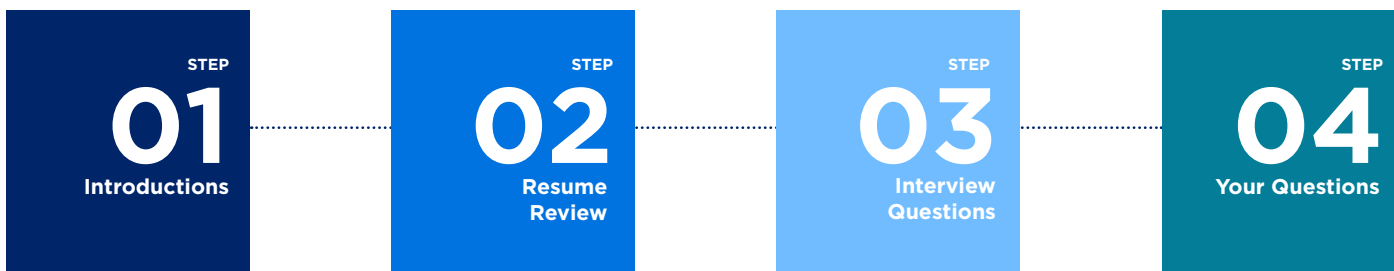 STEP
01
Introductions
STEP
02
Resume
Review
STEP
03
Interview
Questions
STEP
04
Your Questions